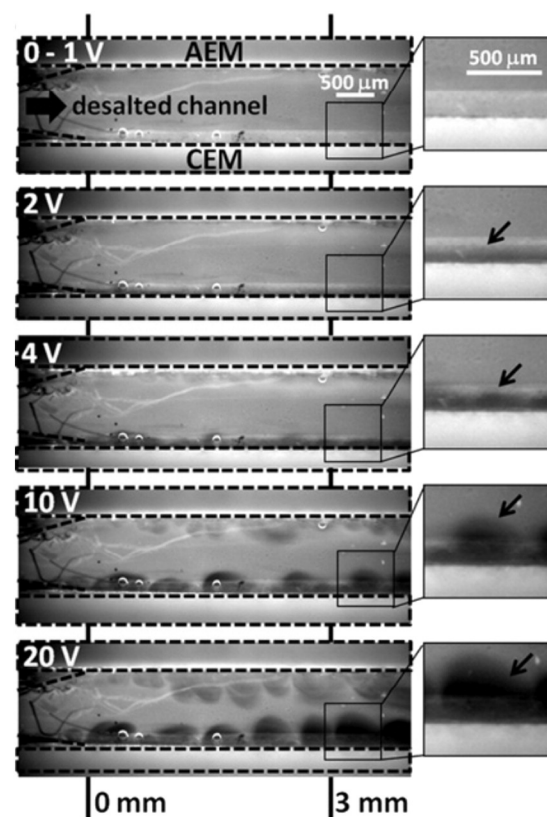 0 - 1 V
AEM
500 μm
500 μm
desalted channel
CEM
2 V
4 V
10 V
20 V
0 mm
3 mm